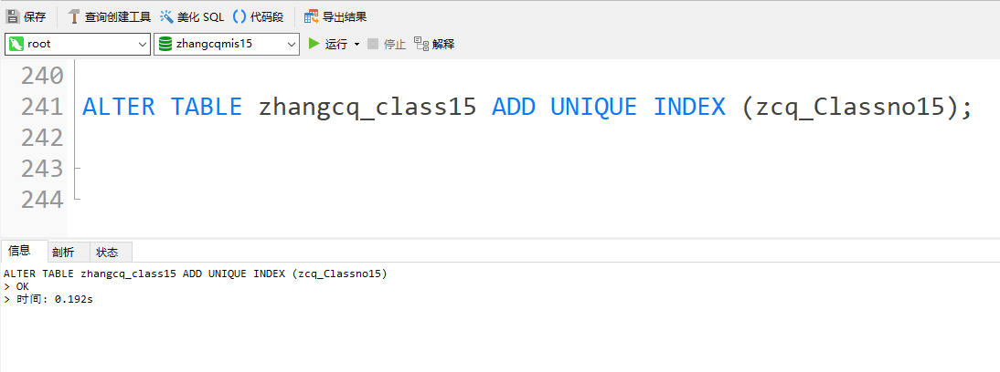 保存 查询创建工具 美化 SQL 代码段 导出结果
root zhangcqmis15 运行 停止 解释
240
241 ALTER TABLE zhangcq_class15 ADD UNIQUE INDEX (zcq_Classno15);
242
243
244
信息 剖析 状态
ALTER TABLE zhangcq_class15 ADD UNIQUE INDEX (zcq_Classno15)
> OK
> 时间: 0.192s